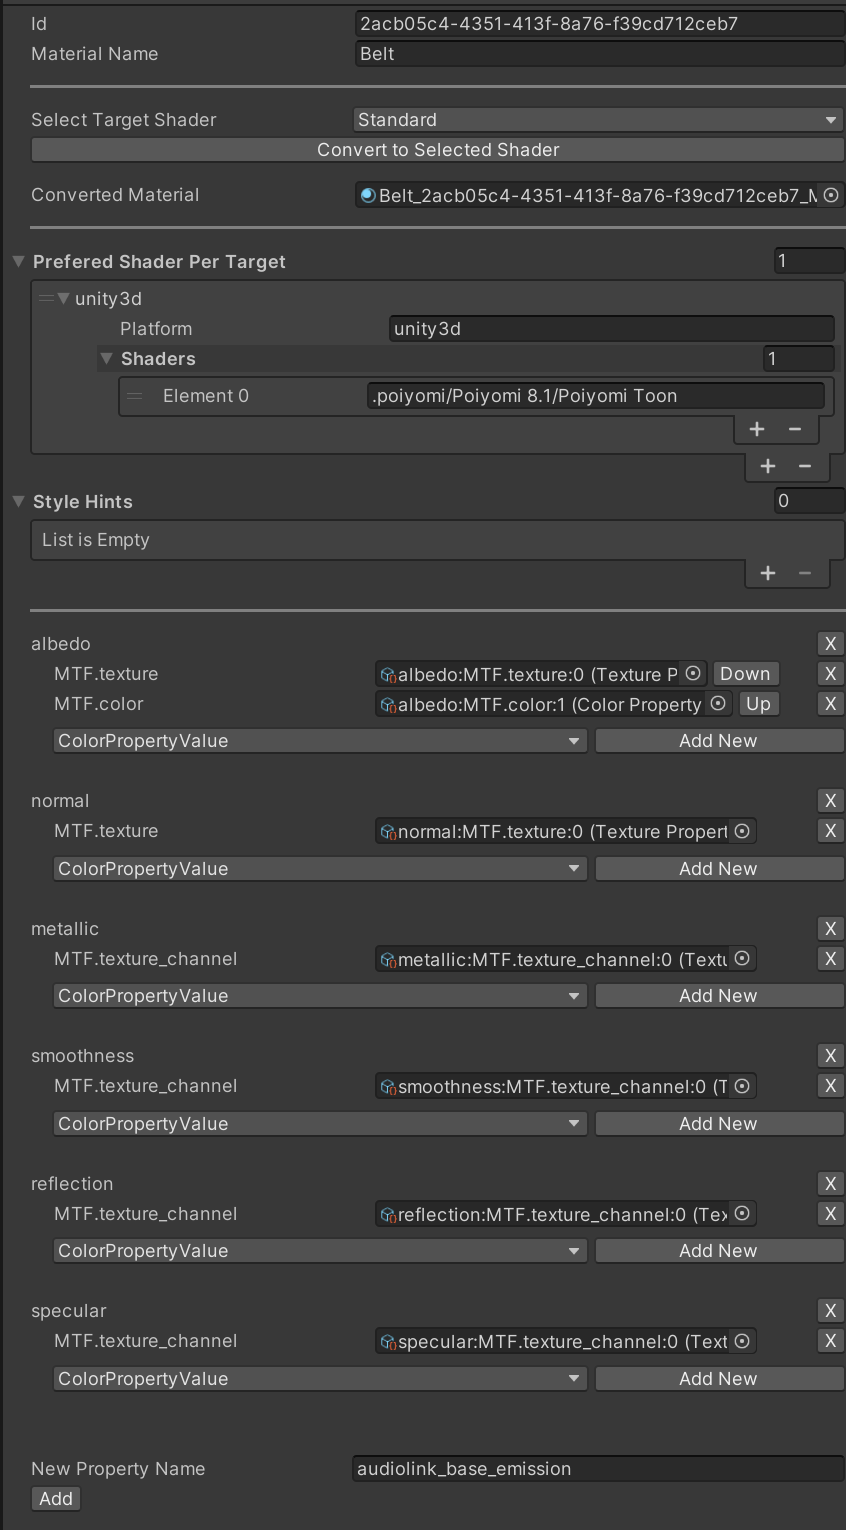 Id 2acb05c4-4351-413f-8a76-f39cd712ceb7
Material Name Belt
Select Target Shader Standard
Convert to Selected Shader
Converted Material Belt_2acb05c4-4351-413f-8a76-f39cd712ceb7_M
Prefered Shader Per Target 1
unity3d
Platform unity3d
Shaders 1
Element 0 .poiyomi/Poiyomi 8.1/Poiyomi Toon
+ −
+ −
Style Hints 0
List is Empty
+ −
albedo X
MTF.texture albedo:MTF.texture:0 (Texture P Down X
MTF.color albedo:MTF.color:1 (Color Property Up X
ColorPropertyValue Add New
normal X
MTF.texture normal:MTF.texture:0 (Texture Propert X
ColorPropertyValue Add New
metallic X
MTF.texture_channel metallic:MTF.texture_channel:0 (Textu X
ColorPropertyValue Add New
smoothness X
MTF.texture_channel smoothness:MTF.texture_channel:0 (T X
ColorPropertyValue Add New
reflection X
MTF.texture_channel reflection:MTF.texture_channel:0 (Tex X
ColorPropertyValue Add New
specular X
MTF.texture_channel specular:MTF.texture_channel:0 (Text X
ColorPropertyValue Add New
New Property Name audiolink_base_emission
Add